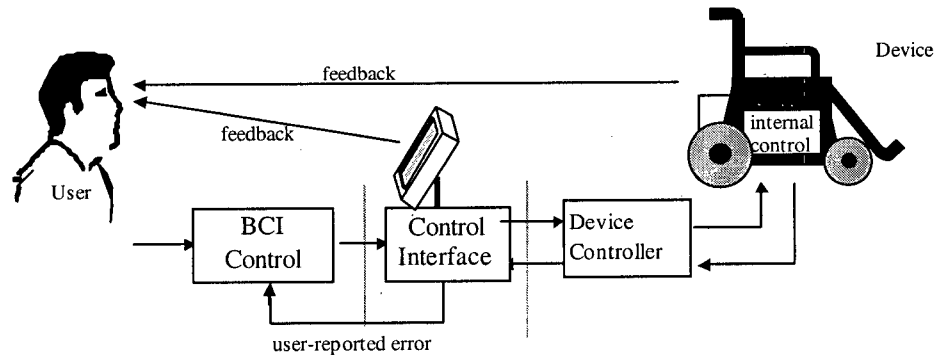 Device
feedback
feedback
internal
control
User
BCI
Control
Control
Interface
Device
Controller
user-reported error